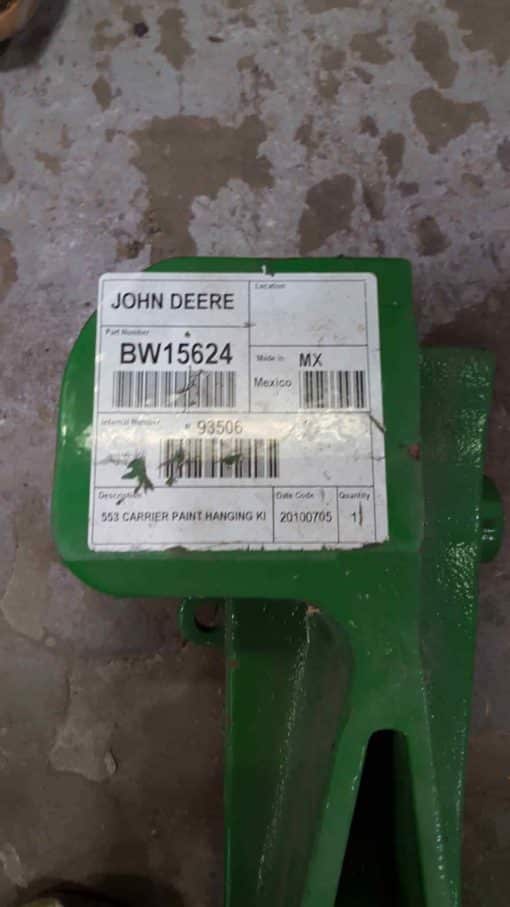 JOHN DEERE
Location
Part Number
BW15624
Made in
MX
Mexico
Internal Number
93506
Description
553 CARRIER PAINT HANGING KI
Date Code
20100705
Quantity
1